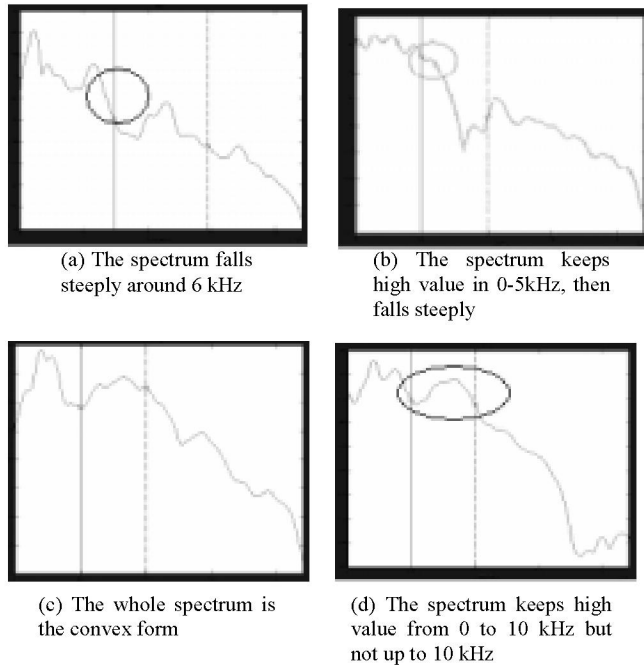 (a) The spectrum falls
steeply around 6 kHz
(b) The spectrum keeps
high value in 0-5kHz, then
falls steeply
(c) The whole spectrum is
the convex form
(d) The spectrum keeps high
value from 0 to 10 kHz but
not up to 10 kHz